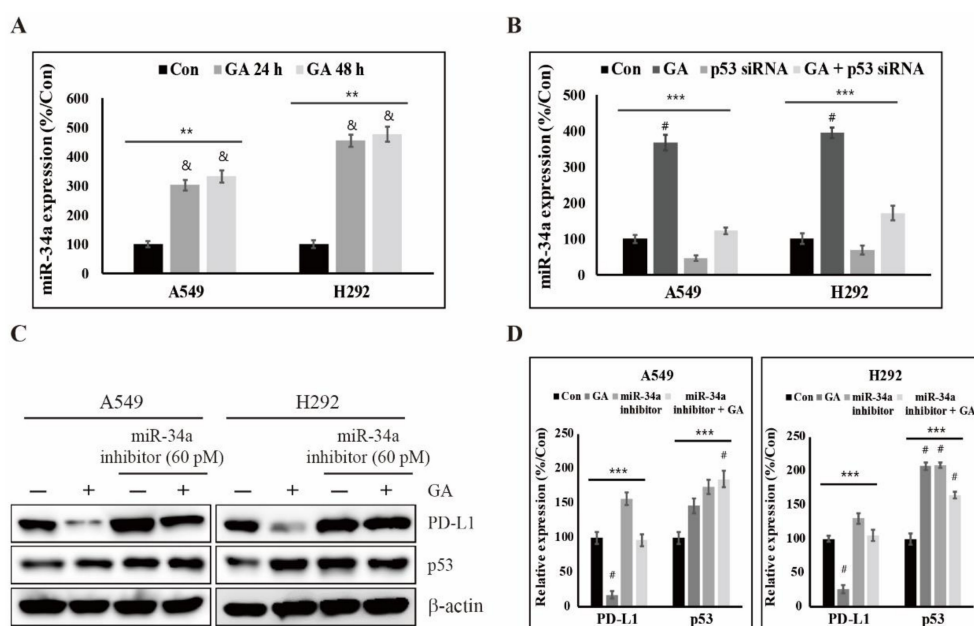 A
Con GA 24 h GA 48 h
miR-34a expression (%/Con)
600
500
400
300
200
100
0
**
&
&
**
&
&
A549
H292
B
Con GA p53 siRNA GA + p53 siRNA
miR-34a expression (%/Con)
500
400
300
200
100
0
***
#
***
#
A549
H292
C
A549
H292
miR-34a
inhibitor (60 pM)
miR-34a
inhibitor (60 pM)
— + — + — + — + GA
PD-L1
p53
β-actin
D
A549
Con GA miR-34a inhibitor miR-34a inhibitor + GA
Relative expression (%/Con)
250
200
150
100
50
0
***
#
***
#
PD-L1
p53
H292
Con GA miR-34a inhibitor miR-34a inhibitor + GA
Relative expression (%/Con)
250
200
150
100
50
0
***
#
***
# # #
PD-L1
p53